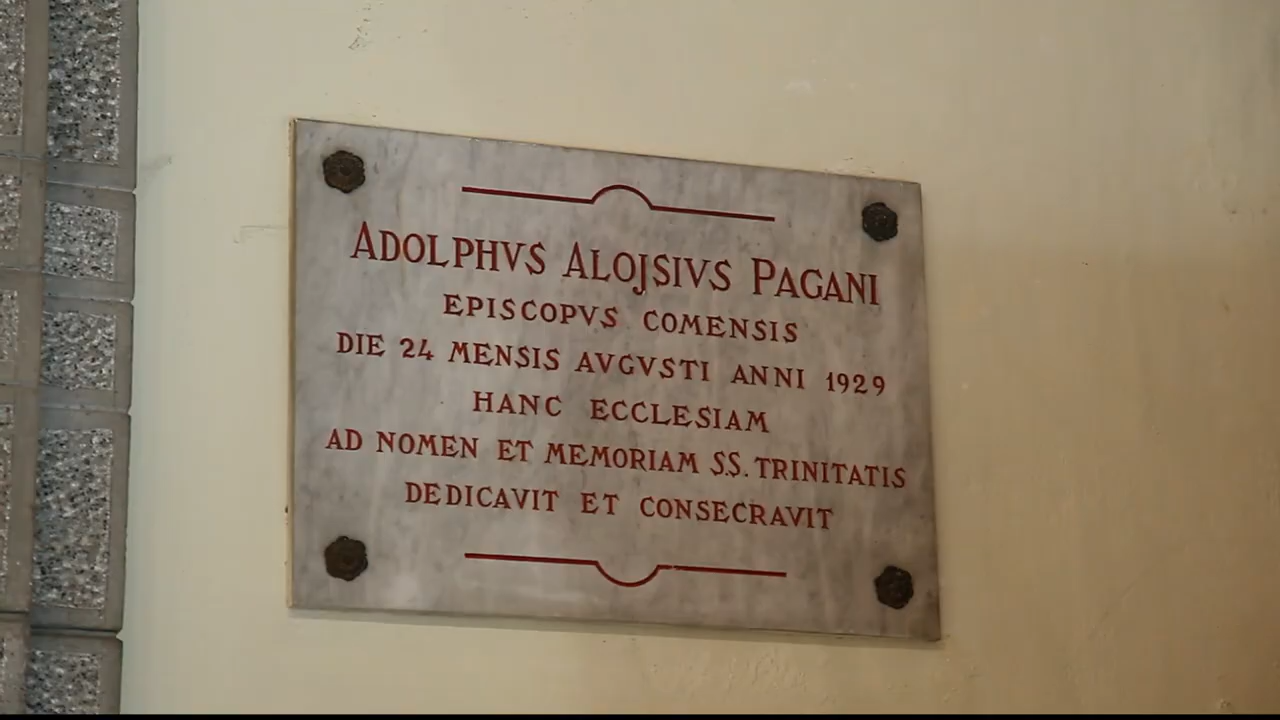 ADOLPHVS ALOJSIVS PAGANI
EPISCOPVS COMENSIS
DIE 24 MENSIS AVGVSTI ANNI 1929
HANC ECCLESIAM
AD NOMEN ET MEMORIAM SS. TRINITATIS
DEDICAVIT ET CONSECRAVIT